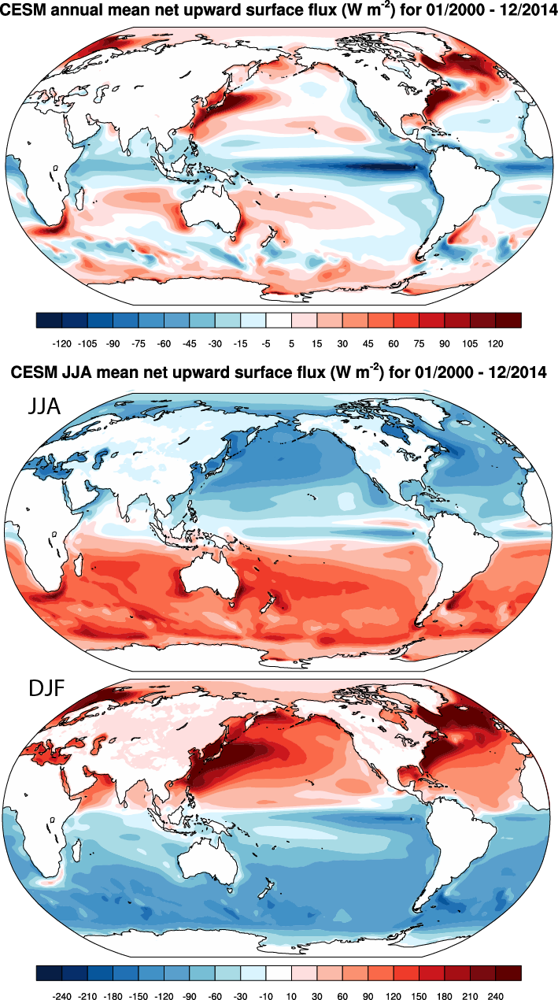 CESM annual mean net upward surface flux (W m-2) for 01/2000 - 12/2014
-120 -105 -90 -75 -60 -45 -30 -15 -5 5 15 30 45 60 75 90 105 120
CESM JJA mean net upward surface flux (W m-2) for 01/2000 - 12/2014
JJA
DJF
-240 -210 -180 -150 -120 -90 -60 -30 -10 10 30 60 90 120 150 180 210 240